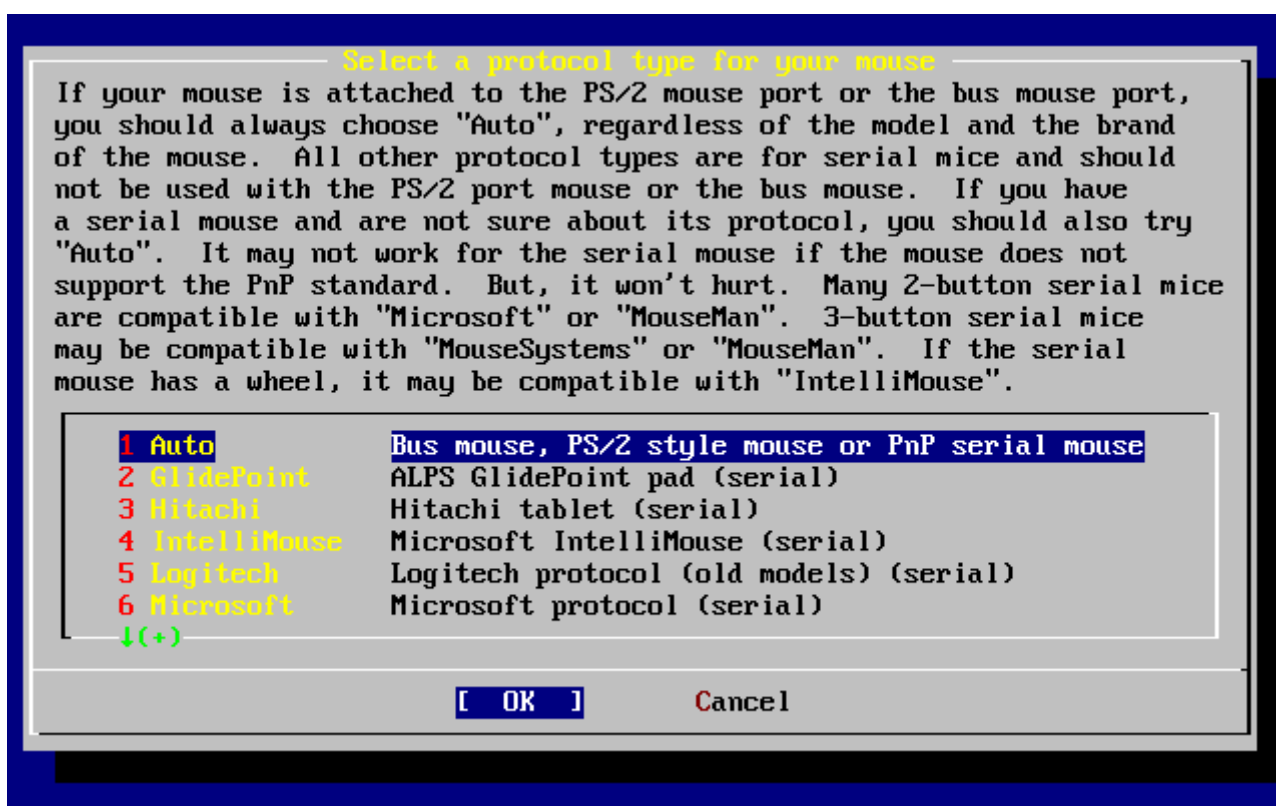 Select a protocol type for your mouse
If your mouse is attached to the PS/2 mouse port or the bus mouse port,
you should always choose "Auto", regardless of the model and the brand
of the mouse.  All other protocol types are for serial mice and should
not be used with the PS/2 port mouse or the bus mouse.  If you have
a serial mouse and are not sure about its protocol, you should also try
"Auto".  It may not work for the serial mouse if the mouse does not
support the PnP standard.  But, it won't hurt.  Many 2-button serial mice
are compatible with "Microsoft" or "MouseMan".  3-button serial mice
may be compatible with "MouseSystems" or "MouseMan".  If the serial
mouse has a wheel, it may be compatible with "IntelliMouse".
1 Auto Bus mouse, PS/2 style mouse or PnP serial mouse
2 GlidePoint ALPS GlidePoint pad (serial)
3 Hitachi Hitachi tablet (serial)
4 IntelliMouse Microsoft IntelliMouse (serial)
5 Logitech Logitech protocol (old models) (serial)
6 Microsoft Microsoft protocol (serial)
↓(+)
[ OK ] Cancel